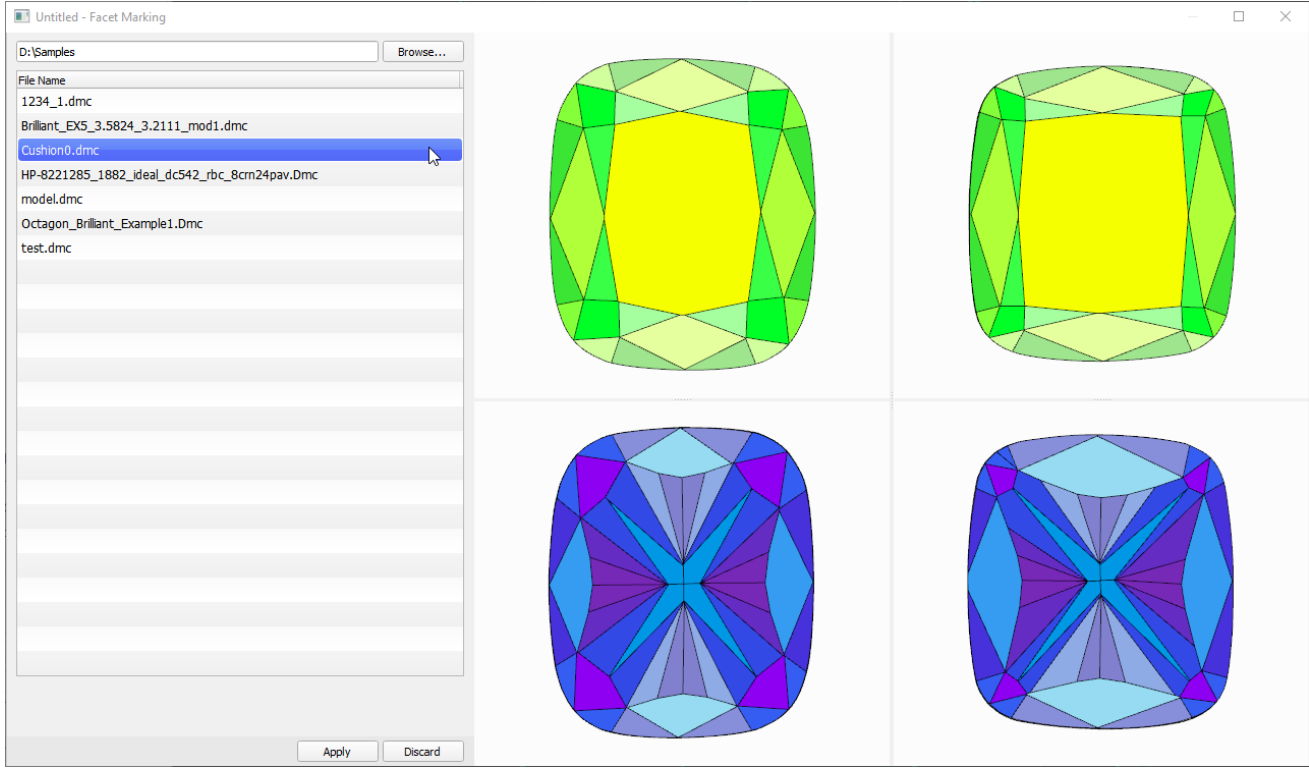 Untitled - Facet Marking
D:\Samples
Browse...
File Name
1234_1.dmc
Brilliant_EX5_3.5824_3.2111_mod1.dmc
Cushion0.dmc
HP-8221285_1882_ideal_dc542_rbc_8crn24pav.Dmc
model.dmc
Octagon_Brilliant_Example1.Dmc
test.dmc
Apply
Discard